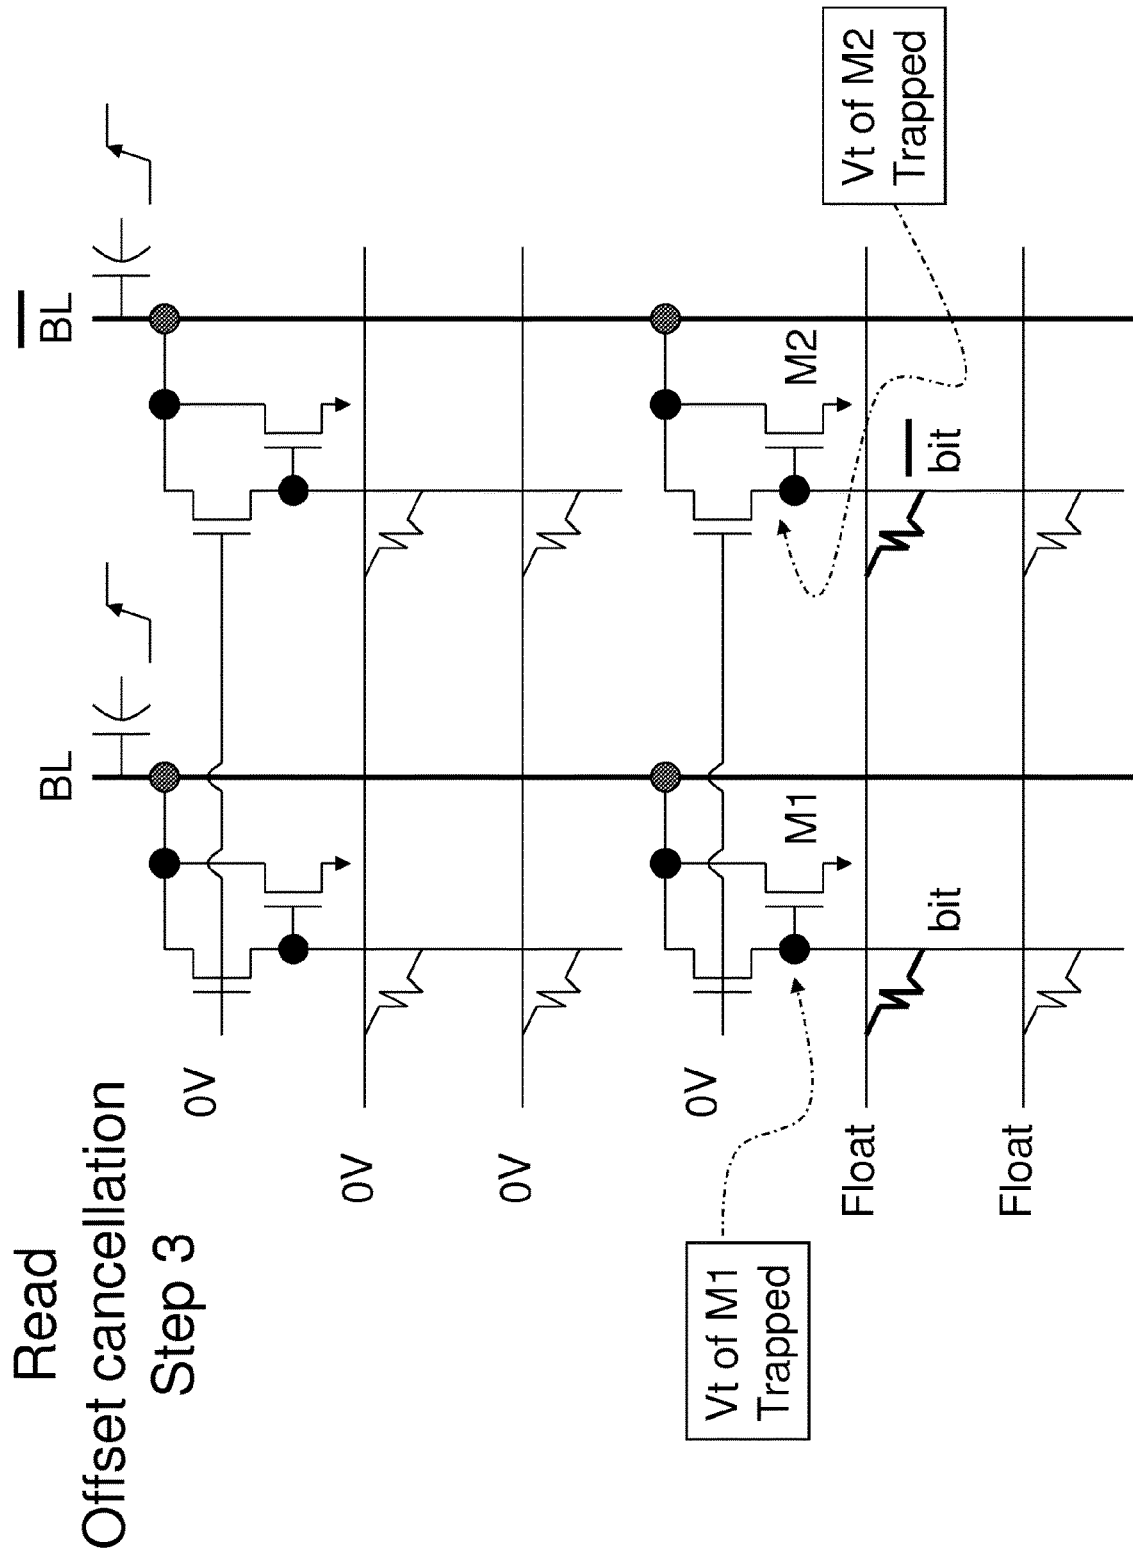 Read
Offset cancellation
Step 3
BL
BL
0V
0V
0V
0V
M1
M2
bit
bit
Float
Float
Vt of M1
Trapped
Vt of M2
Trapped